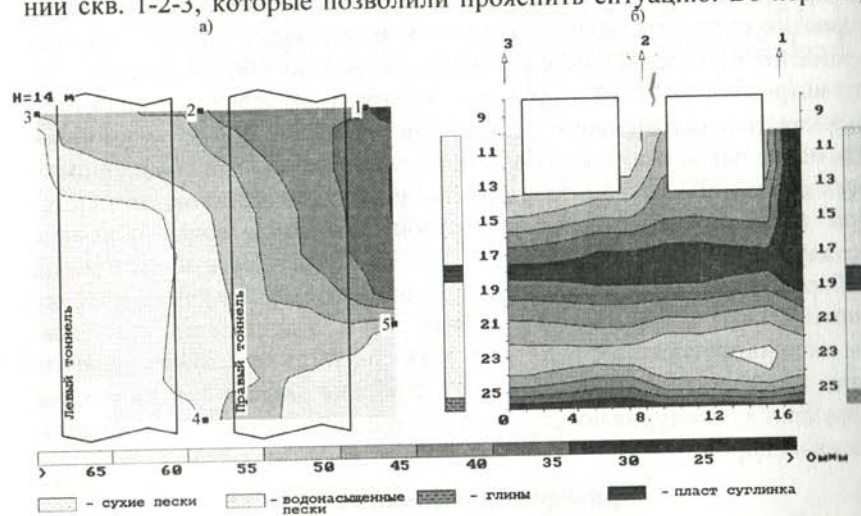 нии скв. 1-2-3, которые позволили прояснить ситуацию. Во
а)
б)
H=14 м
3
2
1
5
4
Левый тоннель
Правый тоннель
3
2
1
9
11
13
15
17
19
21
23
25
9
11
13
15
17
19
21
23
25
0
4
8
12
16
> 65 60 55 50 45 40 35 30 25 > Омми
- сухие пески
- водонасыщенные пески
- глины
- пласт суглинка